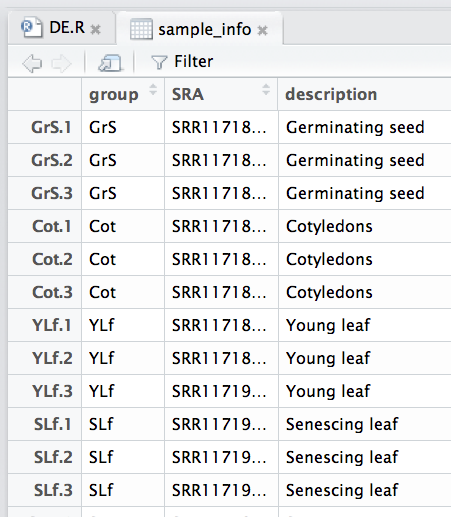 DE.R sample_info
Filter
group SRA description
GrS.1 GrS SRR11718... Germinating seed
GrS.2 GrS SRR11718... Germinating seed
GrS.3 GrS SRR11718... Germinating seed
Cot.1 Cot SRR11718... Cotyledons
Cot.2 Cot SRR11718... Cotyledons
Cot.3 Cot SRR11718... Cotyledons
YLf.1 YLf SRR11718... Young leaf
YLf.2 YLf SRR11718... Young leaf
YLf.3 YLf SRR11719... Young leaf
SLf.1 SLf SRR11719... Senescing leaf
SLf.2 SLf SRR11719... Senescing leaf
SLf.3 SLf SRR11719... Senescing leaf